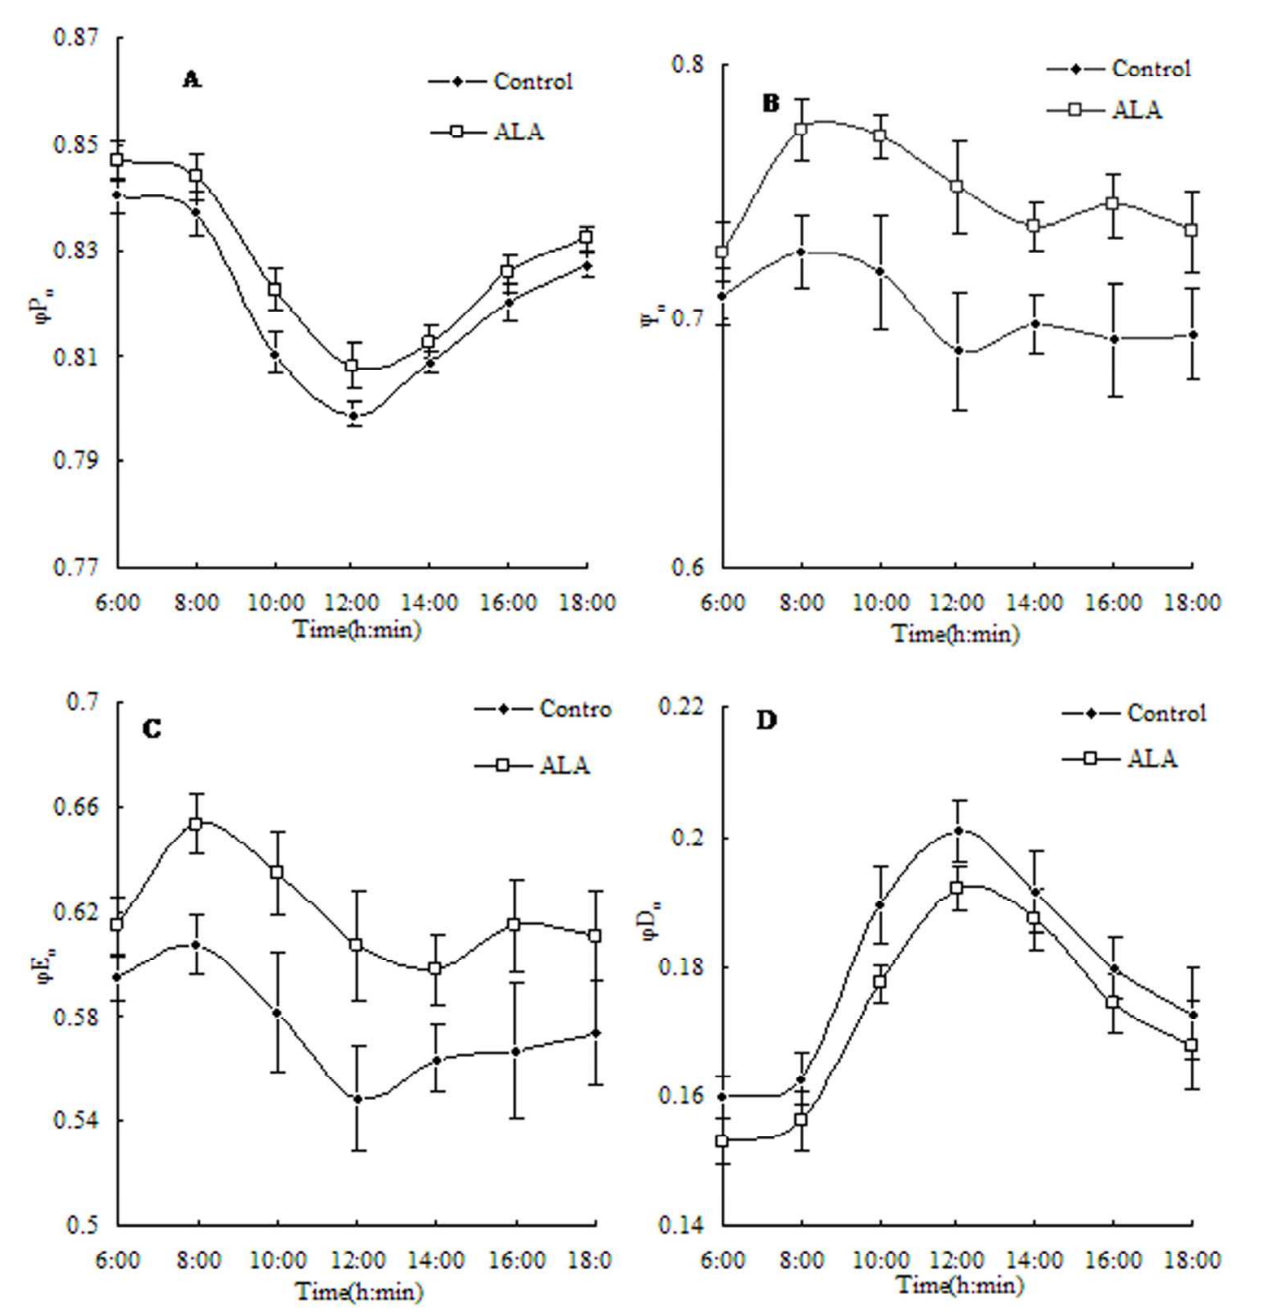 0.87
A
Control
ALA
0.85
0.83
φPn
0.81
0.79
0.77
6:00 8:00 10:00 12:00 14:00 16:00 18:00
Time(h:min)
0.8
B
Control
ALA
Ψn
0.7
0.6
6:00 8:00 10:00 12:00 14:00 16:00 18:00
Time(h:min)
0.7
C
Contro
ALA
0.66
0.62
φEn
0.58
0.54
0.5
6:00 8:00 10:00 12:00 14:00 16:00 18:0
Time(h:min)
0.22
D
Control
ALA
0.2
φDn
0.18
0.16
0.14
6:00 8:00 10:00 12:00 14:00 16:00 18:00
Time(h:min)